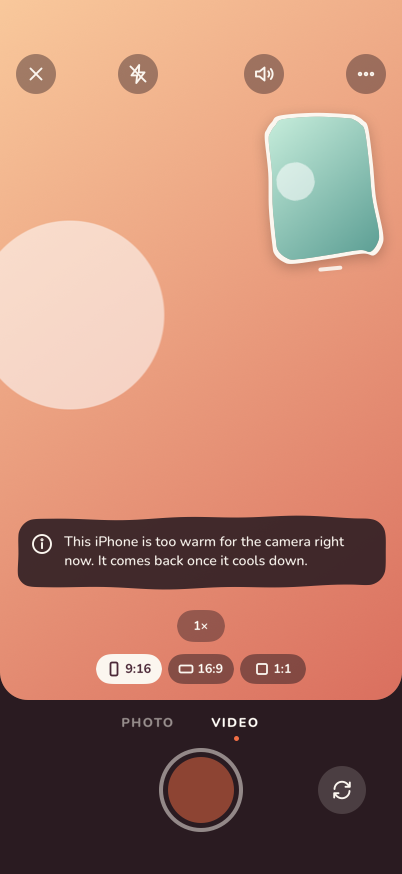 This iPhone is too warm for the camera right
now. It comes back once it cools down.
1×
9:16 16:9 1:1
PHOTO VIDEO